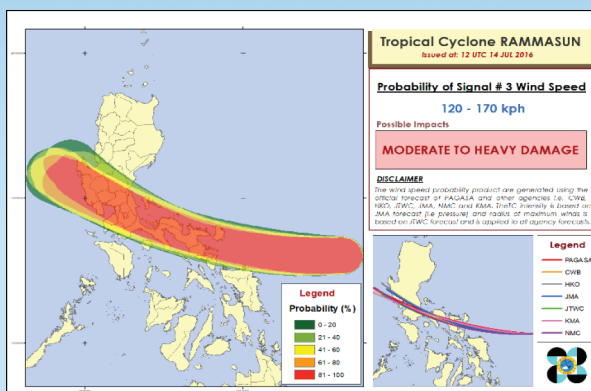 Tropical Cyclone RAMMASUN
Issued at: 12 UTC 14 JUL 2016
Probability of Signal # 3 Wind Speed
120 - 170 kph
Possible Impacts
MODERATE TO HEAVY DAMAGE
DISCLAIMER
The wind speed probability product are generated using the
official forecast of PAGASA and other agencies i.e. CWB,
HKO, JTWC, JMA, NMC and KMA. TheTC intensity is based on
JMA forecast (i.e pressure) and radius of maximum winds is
based on JTWC forecast and is applied to all agency forecasts.
Legend
Probability (%)
0 - 20
21 - 40
41 - 60
61 - 80
81 - 100
Legend
PAGASA
CWB
HKO
JMA
JTWC
KMA
NMC